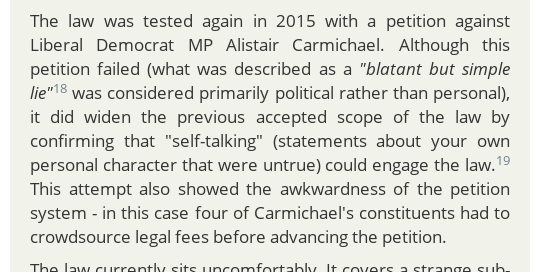 The law was tested again in 2015 with a petition against
Liberal Democrat MP Alistair Carmichael. Although this
petition failed (what was described as a "blatant but simple
lie"18 was considered primarily political rather than personal),
it did widen the previous accepted scope of the law by
confirming that "self-talking" (statements about your own
personal character that were untrue) could engage the law.19
This attempt also showed the awkwardness of the petition
system - in this case four of Carmichael's constituents had to
crowdsource legal fees before advancing the petition.
The law currently sits uncomfortably. It covers a strange sub-